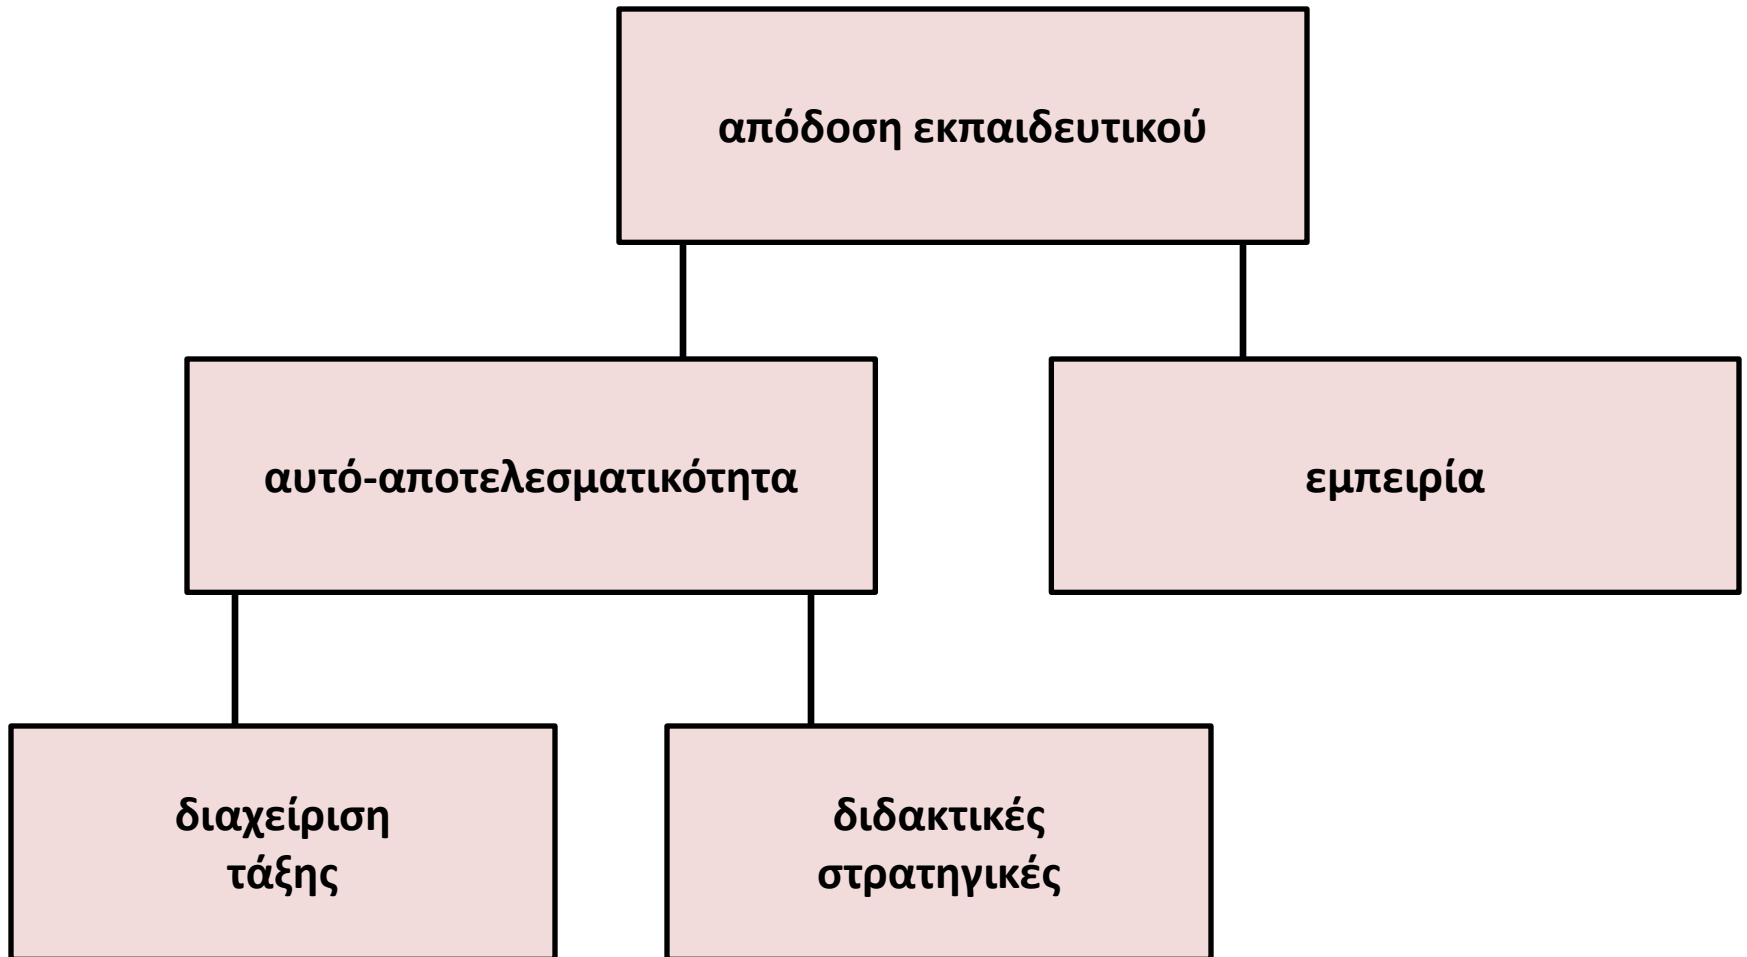 απόδοση εκπαιδευτικού
αυτό-αποτελεσματικότητα
εμπειρία
διαχείριση
τάξης
διδακτικές
στρατηγικές